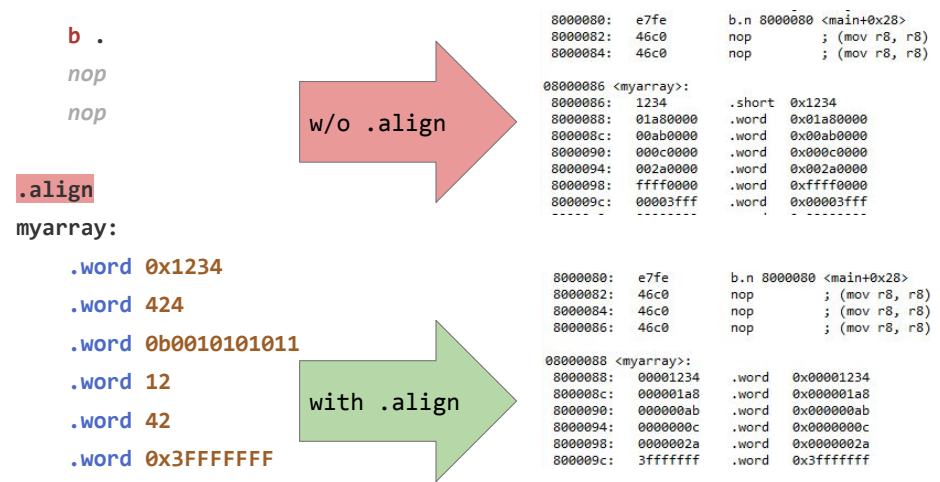 b .
nop
nop
.align
myarray:
.word 0x1234
.word 424
.word 0b0010101011
.word 12
.word 42
.word 0x3FFFFFFF
w/o .align
with .align
8000080: e7fe b.n 8000080 <main+0x28>
8000082: 46c0 nop ; (mov r8, r8)
8000084: 46c0 nop ; (mov r8, r8)
08000086 <myarray>:
8000086: 1234 .short 0x1234
8000088: 01a80000 .word 0x01a80000
800008c: 00ab0000 .word 0x00ab0000
8000090: 000c0000 .word 0x000c0000
8000094: 002a0000 .word 0x002a0000
8000098: ffff0000 .word 0xffff0000
800009c: 00003fff .word 0x00003fff
8000080: e7fe b.n 8000080 <main+0x28>
8000082: 46c0 nop ; (mov r8, r8)
8000084: 46c0 nop ; (mov r8, r8)
8000086: 46c0 nop ; (mov r8, r8)
08000088 <myarray>:
8000088: 00001234 .word 0x00001234
800008c: 000001a8 .word 0x000001a8
8000090: 000000ab .word 0x000000ab
8000094: 0000000c .word 0x0000000c
8000098: 0000002a .word 0x0000002a
800009c: 3fffffff .word 0x3fffffff